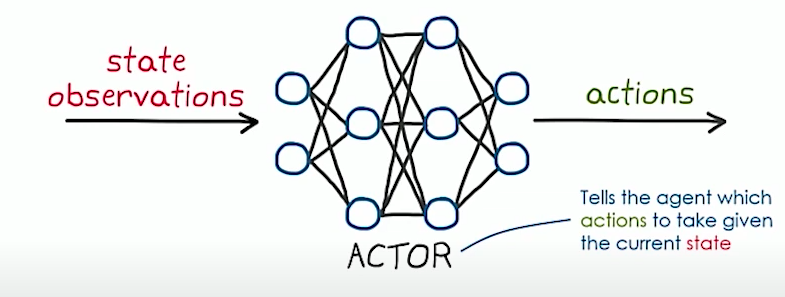 state
observations
actions
Tells the agent which
actions to take given
the current state
ACTOR